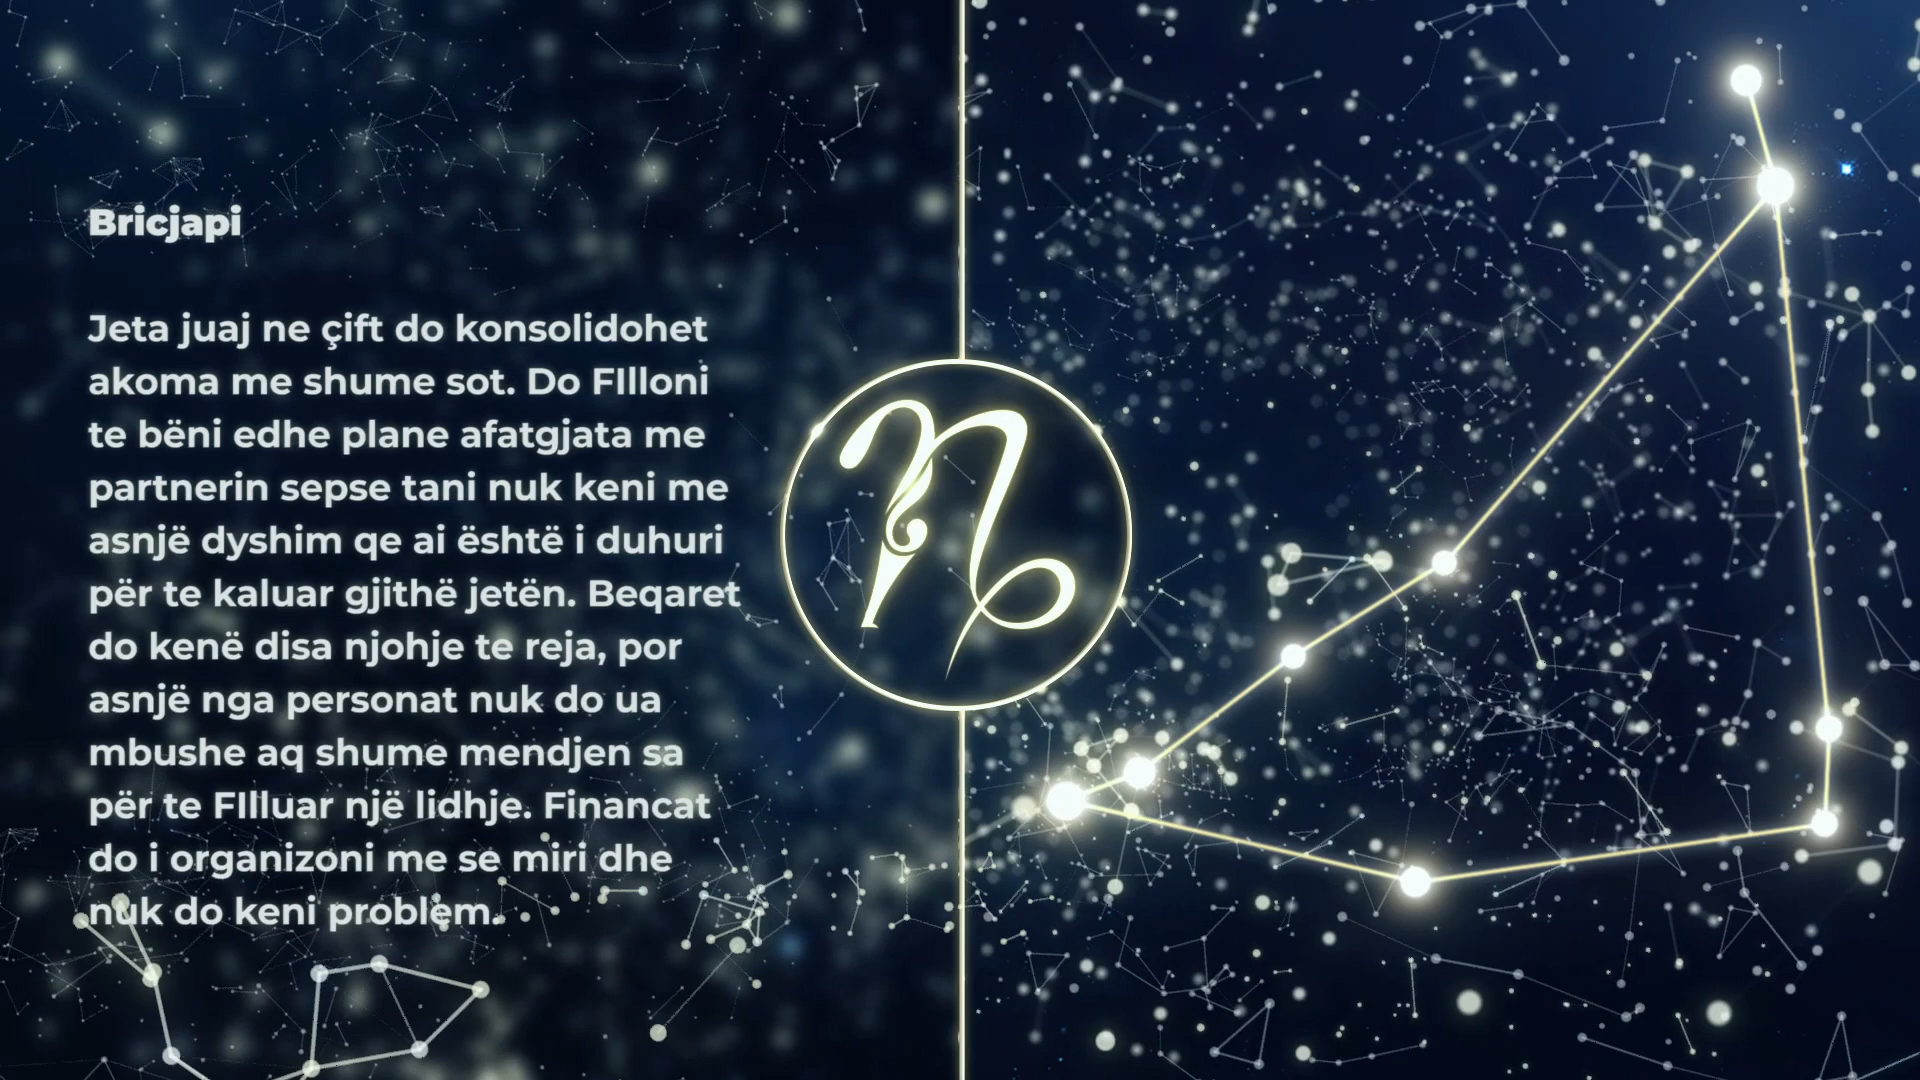 Bricjapi
Jeta juaj ne çift do konsolidohet
akoma me shume sot. Do FIlloni
te bëni edhe plane afatgjata me
partnerin sepse tani nuk keni me
asnjë dyshim qe ai është i duhuri
për te kaluar gjithë jetën. Beqaret
do kenë disa njohje te reja, por
asnjë nga personat nuk do ua
mbushe aq shume mendjen sa
për te FIlluar një lidhje. Financat
do i organizoni me se miri dhe
nuk do keni problem.